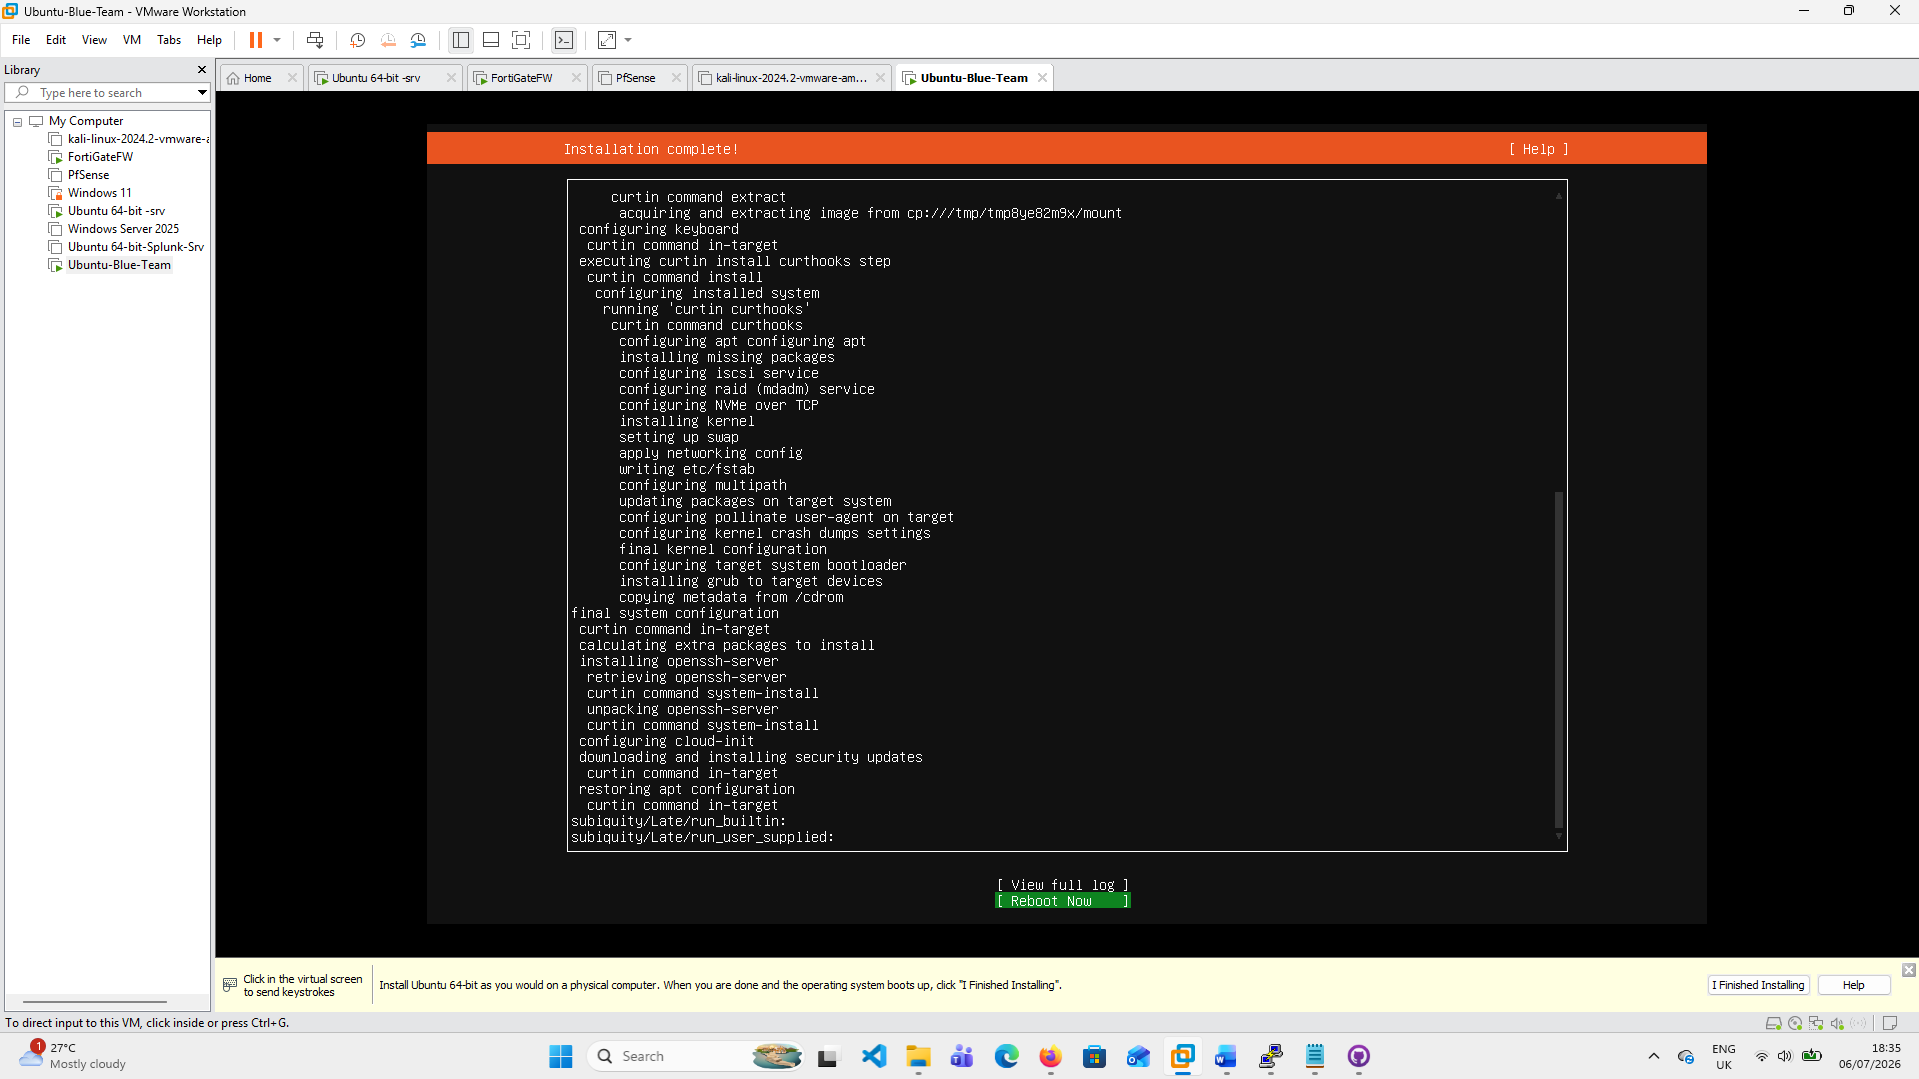 Ubuntu-Blue-Team - VMware Workstation
File Edit View VM Tabs Help
Library
Type here to search
My Computer
kali-linux-2024.2-vmware-a
FortiGateFW
PfSense
Windows 11
Ubuntu 64-bit -srv
Windows Server 2025
Ubuntu 64-bit-Splunk-Srv
Ubuntu-Blue-Team
Home
Ubuntu 64-bit -srv
FortiGateFW
PfSense
kali-linux-2024.2-vmware-am...
Ubuntu-Blue-Team
Installation complete! [ Help ]
curtin command extract
acquiring and extracting image from cp:///tmp/tmp8ye82m9x/mount
configuring keyboard
curtin command in-target
executing curtin install curthooks step
curtin command install
configuring installed system
running 'curtin curthooks'
curtin command curthooks
configuring apt configuring apt
installing missing packages
configuring iscsi service
configuring raid (mdadm) service
configuring NVMe over TCP
installing kernel
setting up swap
apply networking config
writing etc/fstab
configuring multipath
updating packages on target system
configuring pollinate user-agent on target
configuring kernel crash dumps settings
final kernel configuration
configuring target system bootloader
installing grub to target devices
copying metadata from /cdrom
final system configuration
curtin command in-target
calculating extra packages to install
installing openssh-server
retrieving openssh-server
curtin command system-install
unpacking openssh-server
curtin command system-install
configuring cloud-init
downloading and installing security updates
curtin command in-target
restoring apt configuration
curtin command in-target
subiquity/Late/run_builtin:
subiquity/Late/run_user_supplied:
[ View full log ]
[ Reboot Now ]
Click in the virtual screen
to send keystrokes
Install Ubuntu 64-bit as you would on a physical computer. When you are done and the operating system boots up, click "I Finished Installing".
I Finished Installing
Help
To direct input to this VM, click inside or press Ctrl+G.
1
27°C
Mostly cloudy
Search
ENG
UK
18:35
06/07/2026